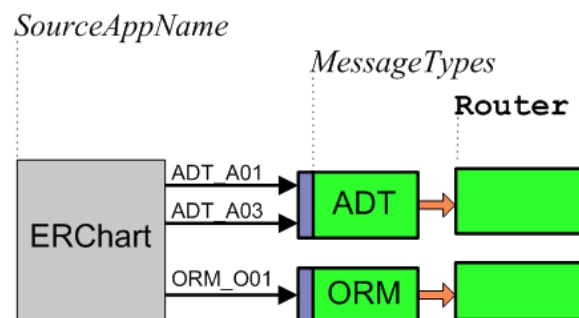 SourceAppName
MessageTypes
Router
ADT_A01
ADT_A03
ADT
ERChart
ORM_O01
ORM